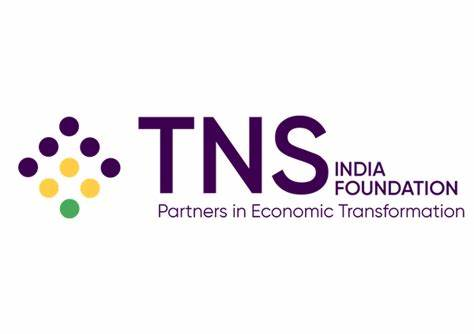 TNS
INDIA
FOUNDATION
Partners in Economic Transformation